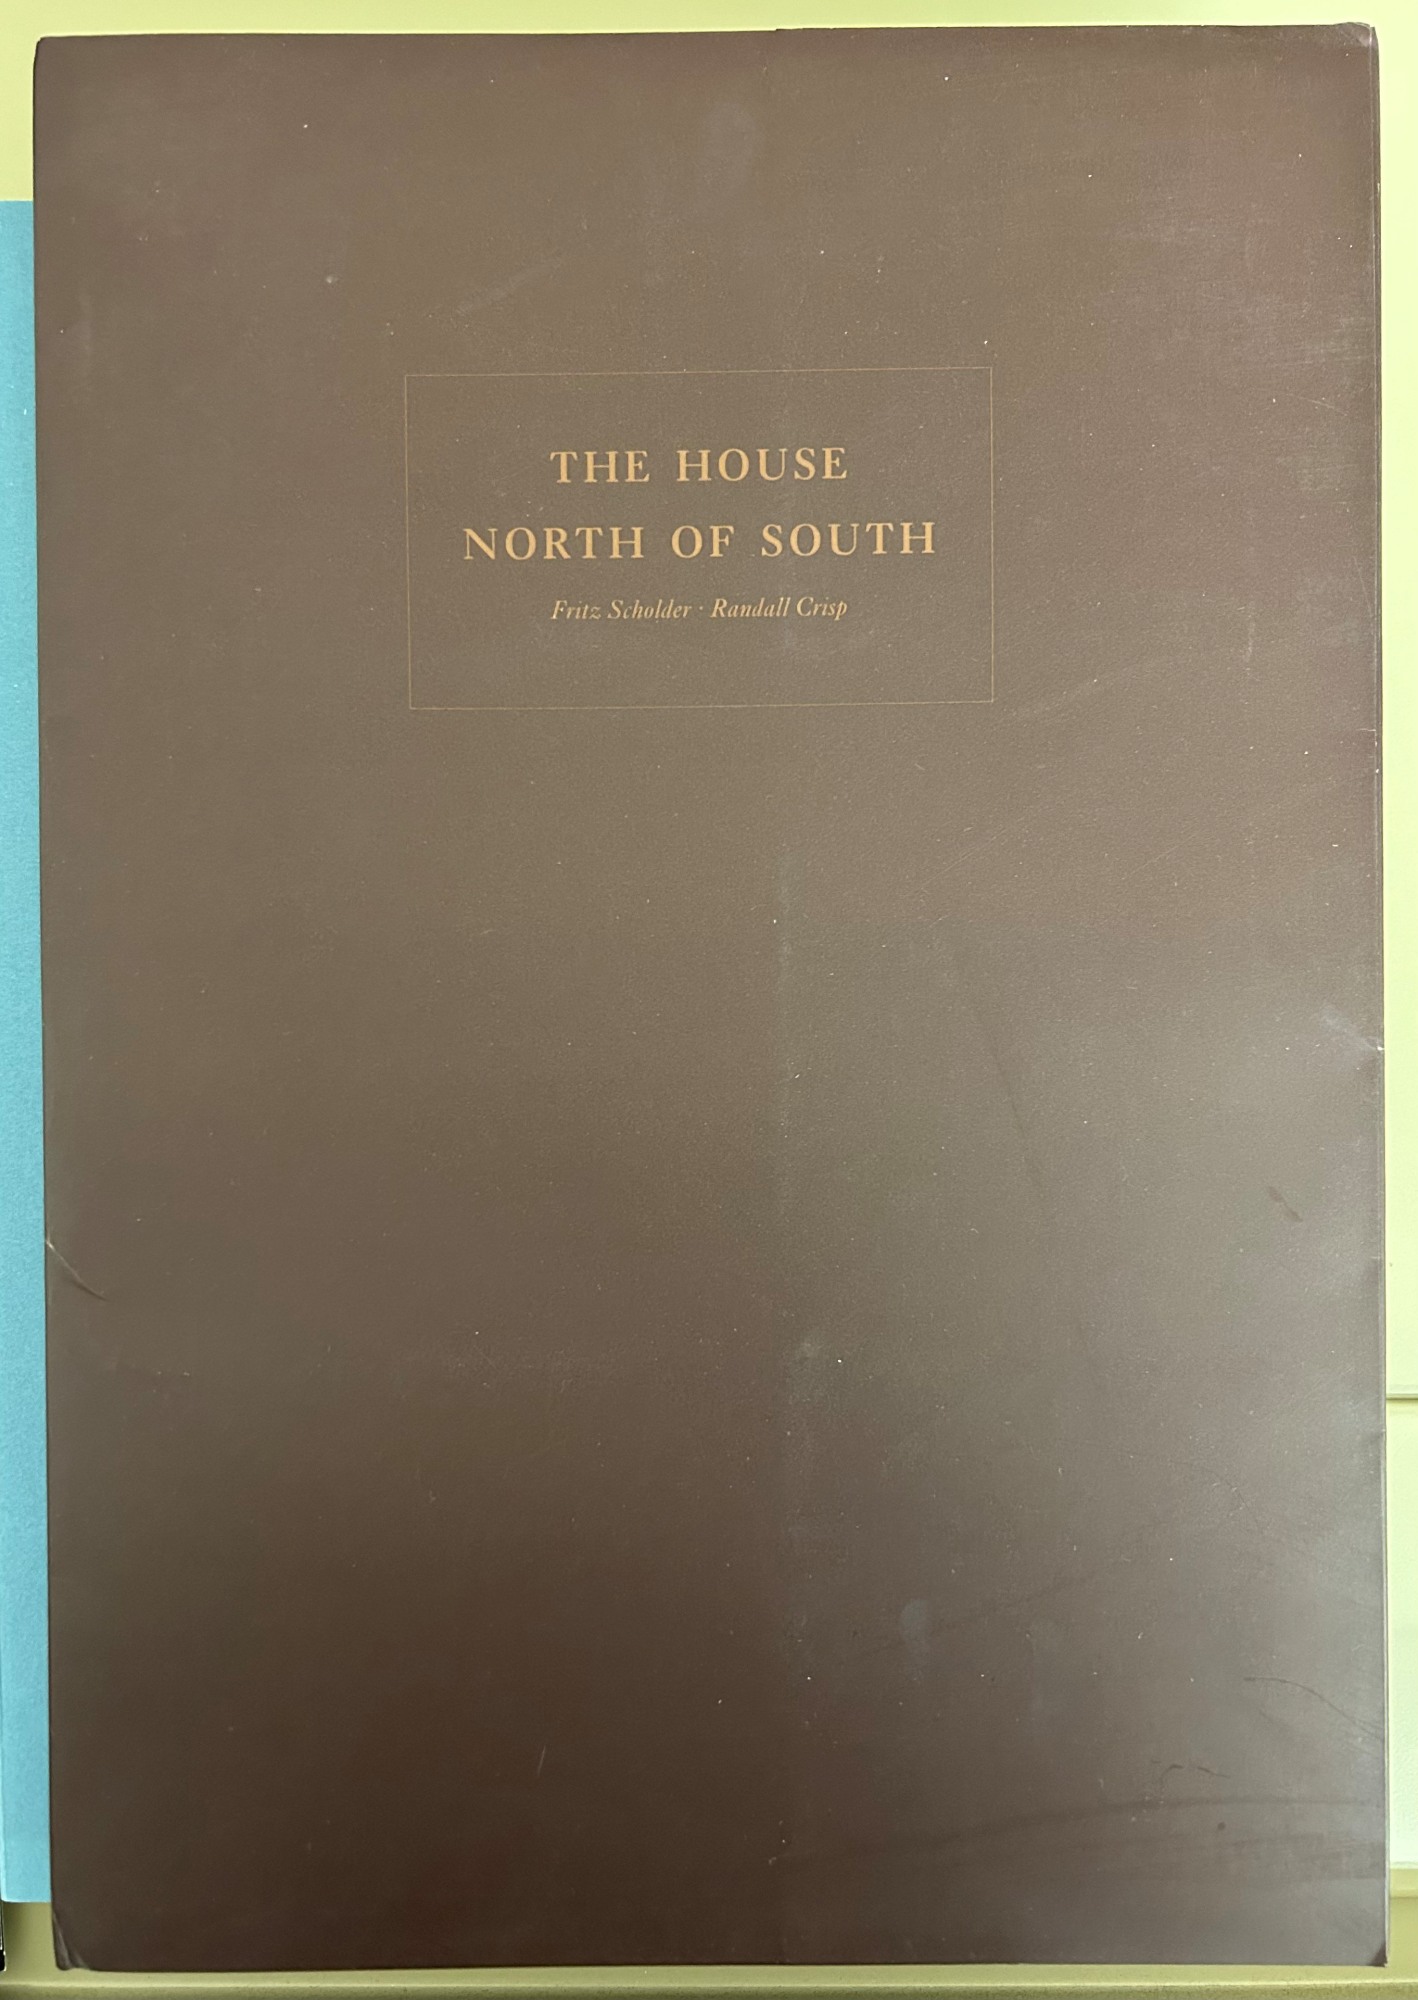 THE HOUSE
NORTH OF SOUTH
Fritz Scholder · Randall Crisp